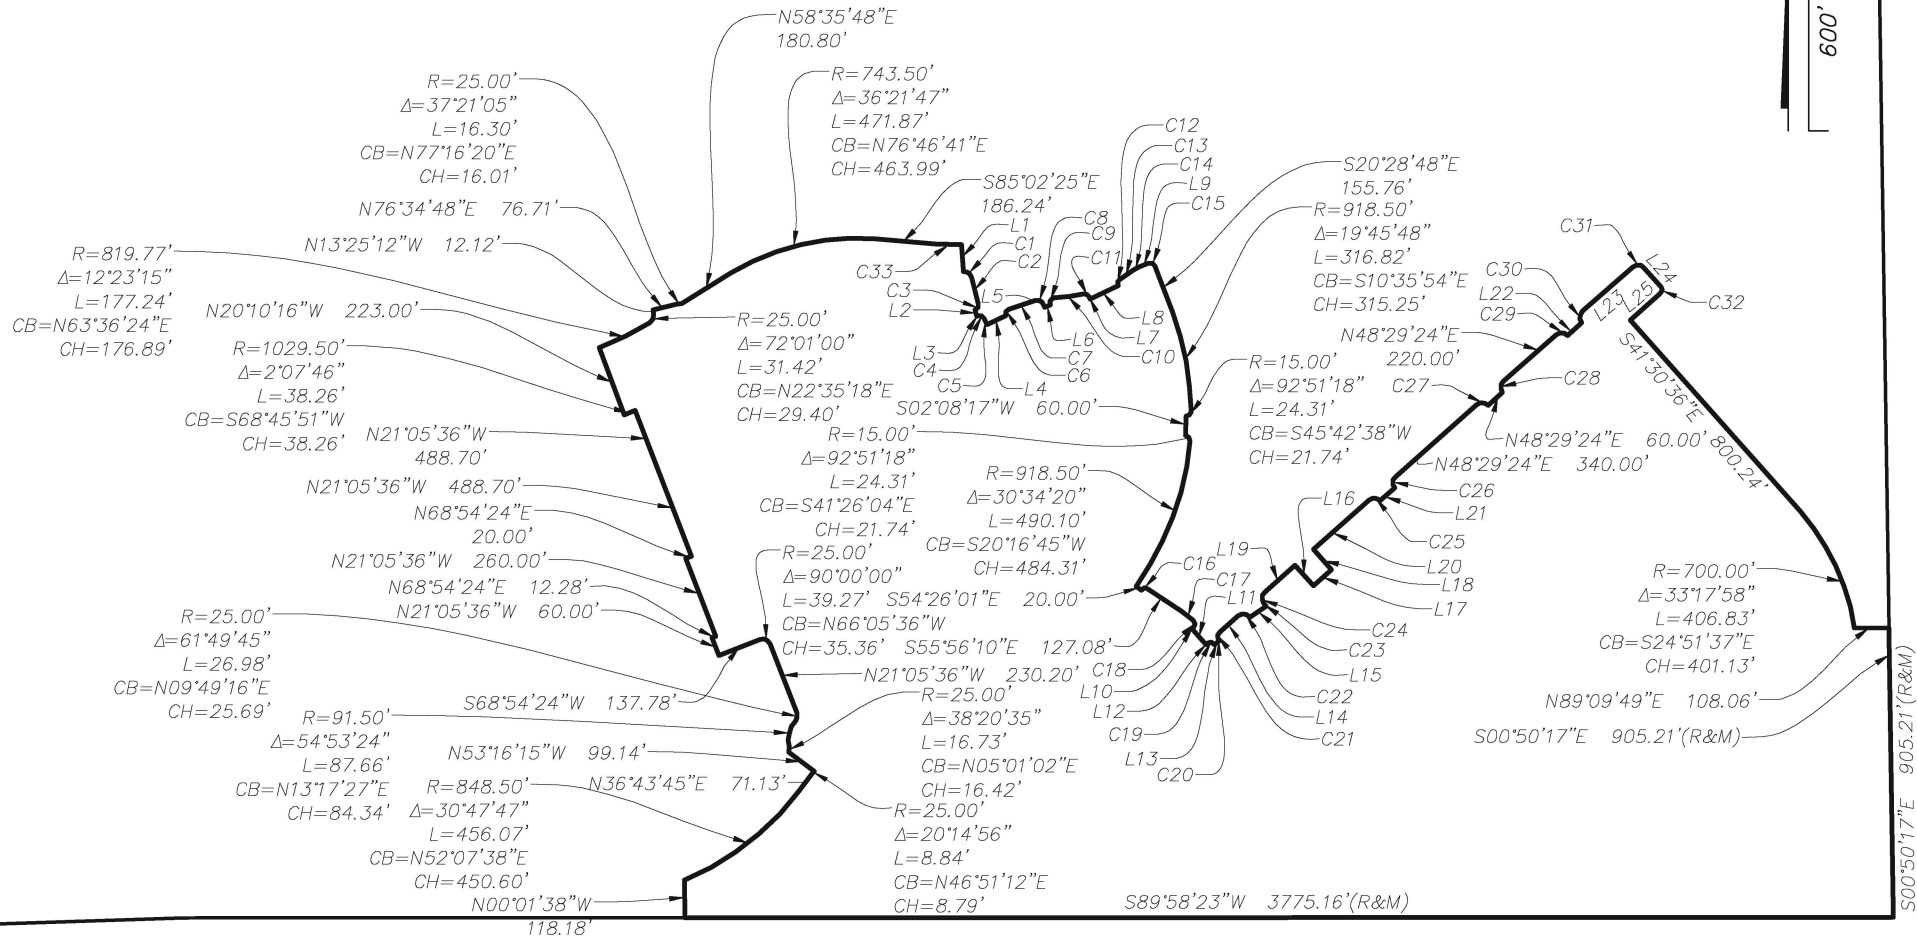 N58°35'48"E
180.80'
600'
R=25.00'
Δ=37°21'05"
L=16.30'
CB=N77°16'20"E
CH=16.01'
R=743.50'
Δ=36°21'47"
L=471.87'
CB=N76°46'41"E
CH=463.99'
S85°02'25"E
186.24'
N76°34'48"E 76.71'
N13°25'12"W 12.12'
R=819.77'
Δ=12°23'15"
L=177.24'
CB=N63°36'24"E
CH=176.89'
N20°10'16"W 223.00'
R=1029.50'
Δ=2°07'46"
L=38.26'
CB=S68°45'51"W
CH=38.26'
N21°05'36"W
488.70'
N21°05'36"W 488.70'
N68°54'24"E
20.00'
N21°05'36"W 260.00'
N68°54'24"E 12.28'
N21°05'36"W 60.00'
R=25.00'
Δ=61°49'45"
L=26.98'
CB=N09°49'16"E
CH=25.69'
S68°54'24"W 137.78'
R=91.50'
Δ=54°53'24"
L=87.66'
CB=N13°17'27"E
CH=84.34'
N53°16'15"W 99.14'
R=848.50'
Δ=30°47'47"
L=456.07'
CB=N52°07'38"E
CH=450.60'
N36°43'45"E 71.13'
N00°01'38"W
118.18'
R=25.00'
Δ=72°01'00"
L=31.42'
CB=N22°35'18"E
CH=29.40'
C33
L1
C1
C2
C3
L2
L3
C4
C5
L4
L5
C6
C7
L6
C8
C9
C10
C11
L7
L8
C12
C13
C14
L9
C15
S20°28'48"E
155.76'
R=918.50'
Δ=19°45'48"
L=316.82'
CB=S10°35'54"E
CH=315.25'
S02°08'17"W 60.00'
R=15.00'
Δ=92°51'18"
L=24.31'
CB=S41°26'04"E
CH=21.74'
R=15.00'
Δ=92°51'18"
L=24.31'
CB=S45°42'38"W
CH=21.74'
R=918.50'
Δ=30°34'20"
L=490.10'
CB=S20°16'45"W
CH=484.31'
R=25.00'
Δ=90°00'00"
L=39.27'
CB=N66°05'36"W
CH=35.36'
S54°26'01"E 20.00'
S55°56'10"E 127.08'
N21°05'36"W 230.20'
R=25.00'
Δ=38°20'35"
L=16.73'
CB=N05°01'02"E
CH=16.42'
R=25.00'
Δ=20°14'56"
L=8.84'
CB=N46°51'12"E
CH=8.79'
C16
C17
L11
C18
L10
L12
C19
L13
C20
C21
L14
C22
L15
C23
C24
L19
L16
L17
L18
L20
C25
L21
C26
N48°29'24"E 340.00'
N48°29'24"E 60.00'
C27
C28
N48°29'24"E
220.00'
C29
L22
C30
L23
C31
L24
L25
C32
S41°30'36"E 800.24'
R=700.00'
Δ=33°17'58"
L=406.83'
CB=S24°51'37"E
CH=401.13'
N89°09'49"E 108.06'
S00°50'17"E 905.21'(R&M)
S00°50'17"E 905.21'(R&M)
S89°58'23"W 3775.16'(R&M)